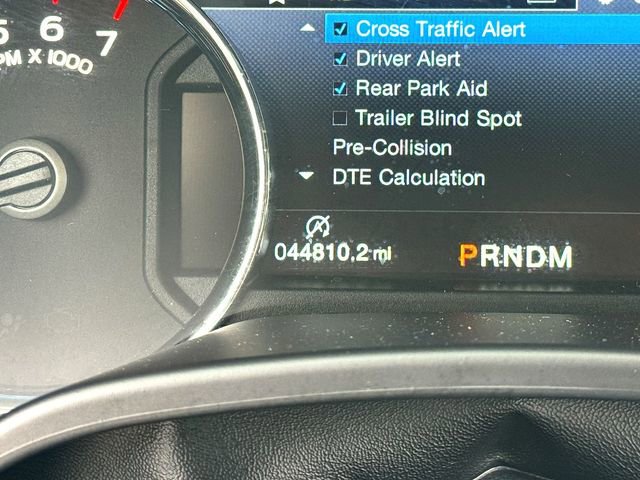 Cross Traffic Alert
Driver Alert
Rear Park Aid
Trailer Blind Spot
Pre-Collision
DTE Calculation
5 6 7
PM X 1000
A
044810.2 mi
PRNDM